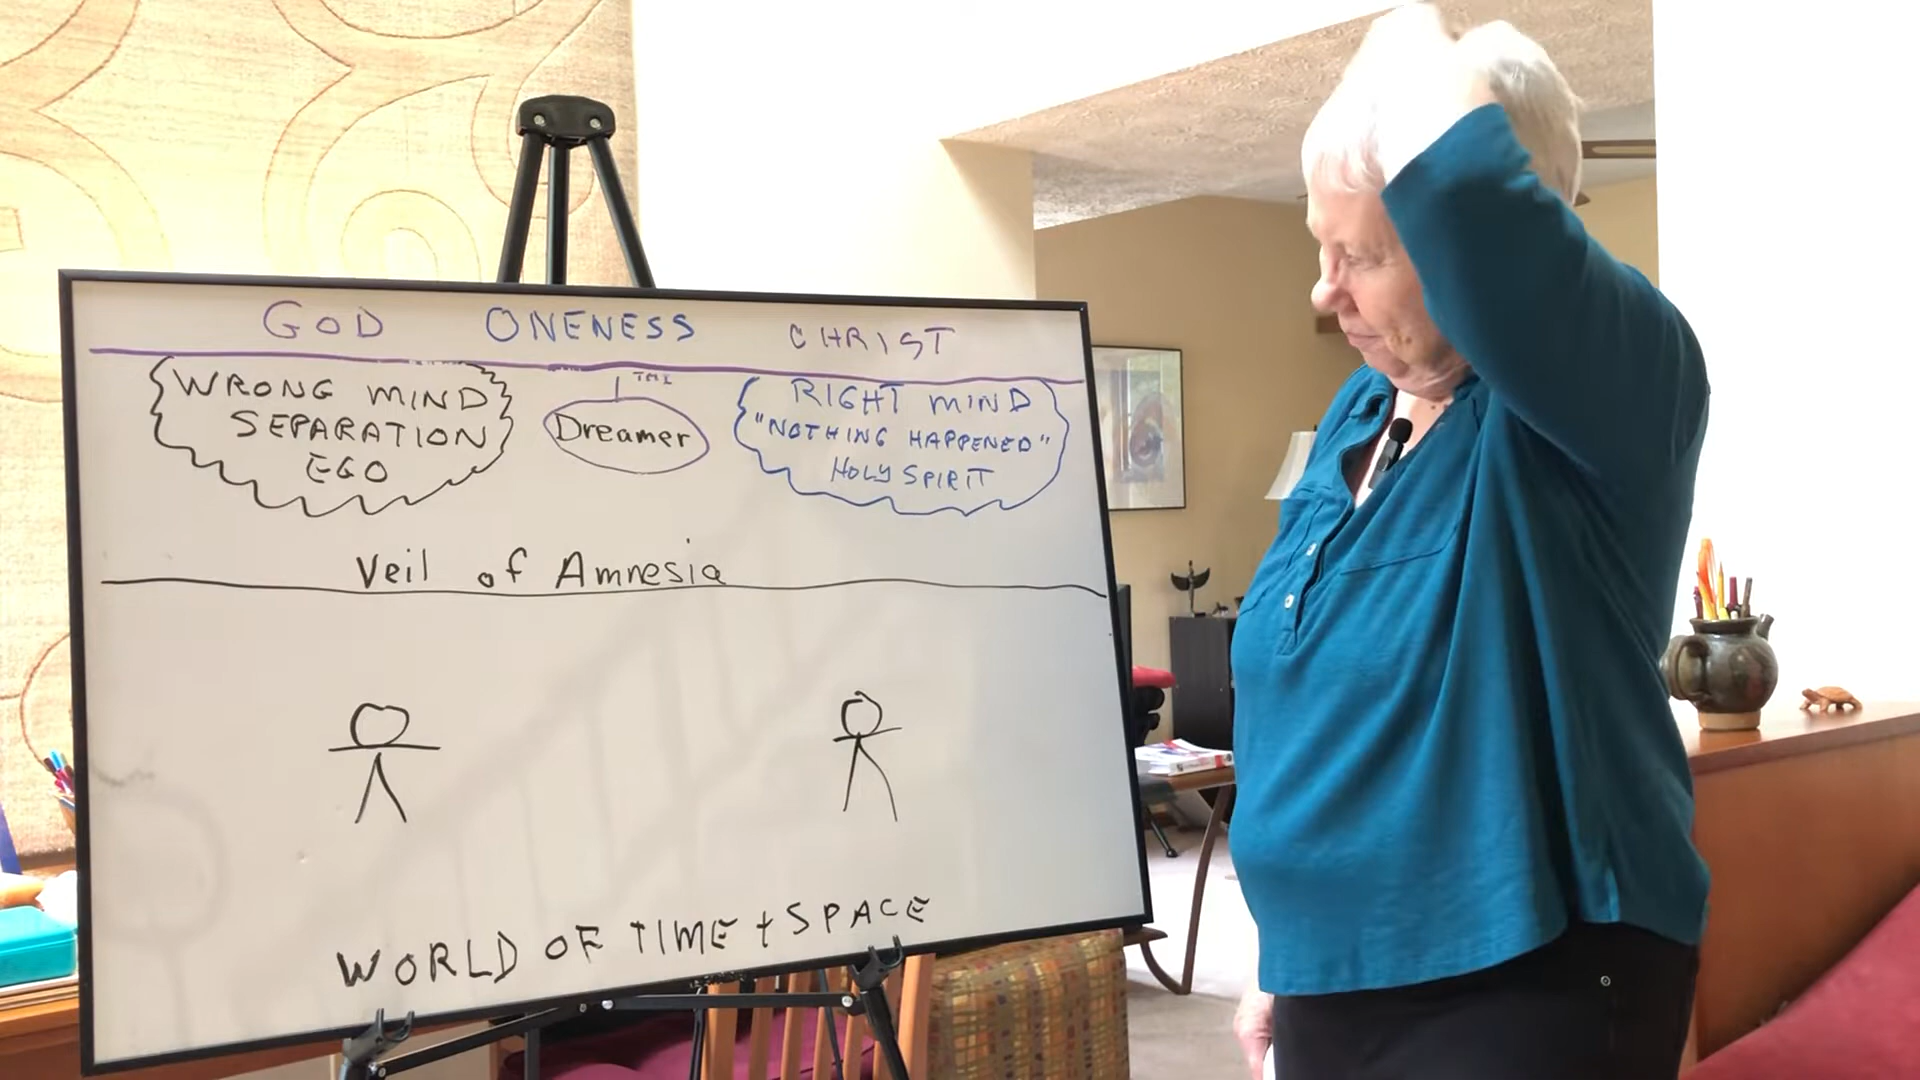 GOD ONENESS CHRIST
WRONG MIND
SEPARATION
EGO
Dreamer
RIGHT MIND
"NOTHING HAPPENED"
HOLY SPIRIT
Veil of Amnesia
WORLD OF TIME + SPACE